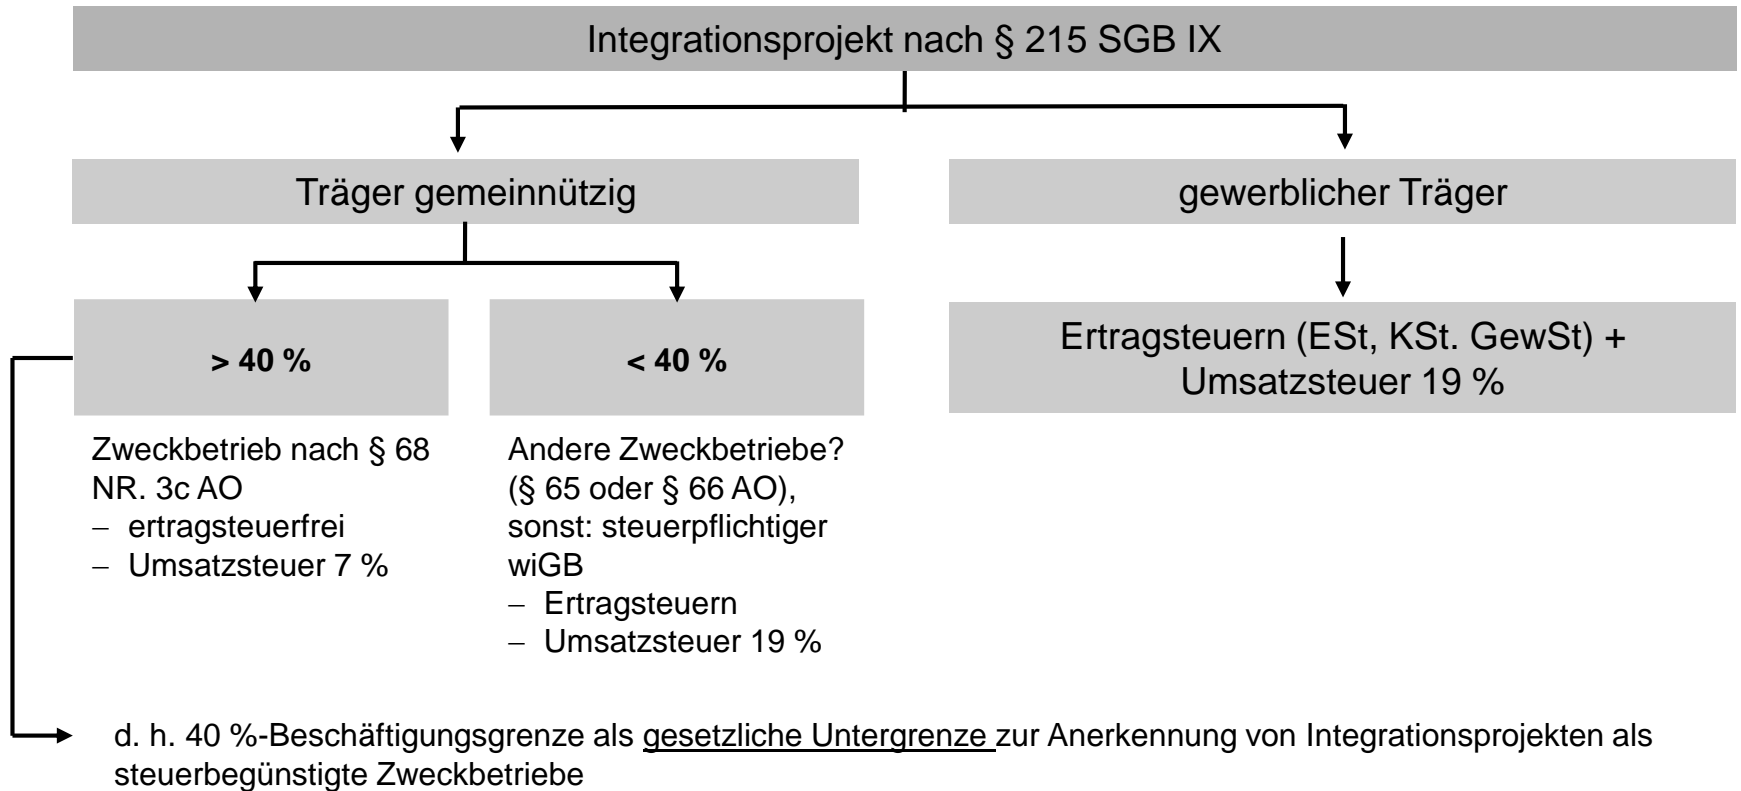 Integrationsprojekt nach § 215 SGB IX
Träger gemeinnützig
gewerblicher Träger
> 40 %
< 40 %
Ertragsteuern (ESt, KSt. GewSt) +
Umsatzsteuer 19 %
Zweckbetrieb nach § 68
NR. 3c AO
– ertragsteuerfrei
– Umsatzsteuer 7 %
Andere Zweckbetriebe?
(§ 65 oder § 66 AO),
sonst: steuerpflichtiger
wiGB
– Ertragsteuern
– Umsatzsteuer 19 %
d. h. 40 %-Beschäftigungsgrenze als gesetzliche Untergrenze zur Anerkennung von Integrationsprojekten als
steuerbegünstigte Zweckbetriebe